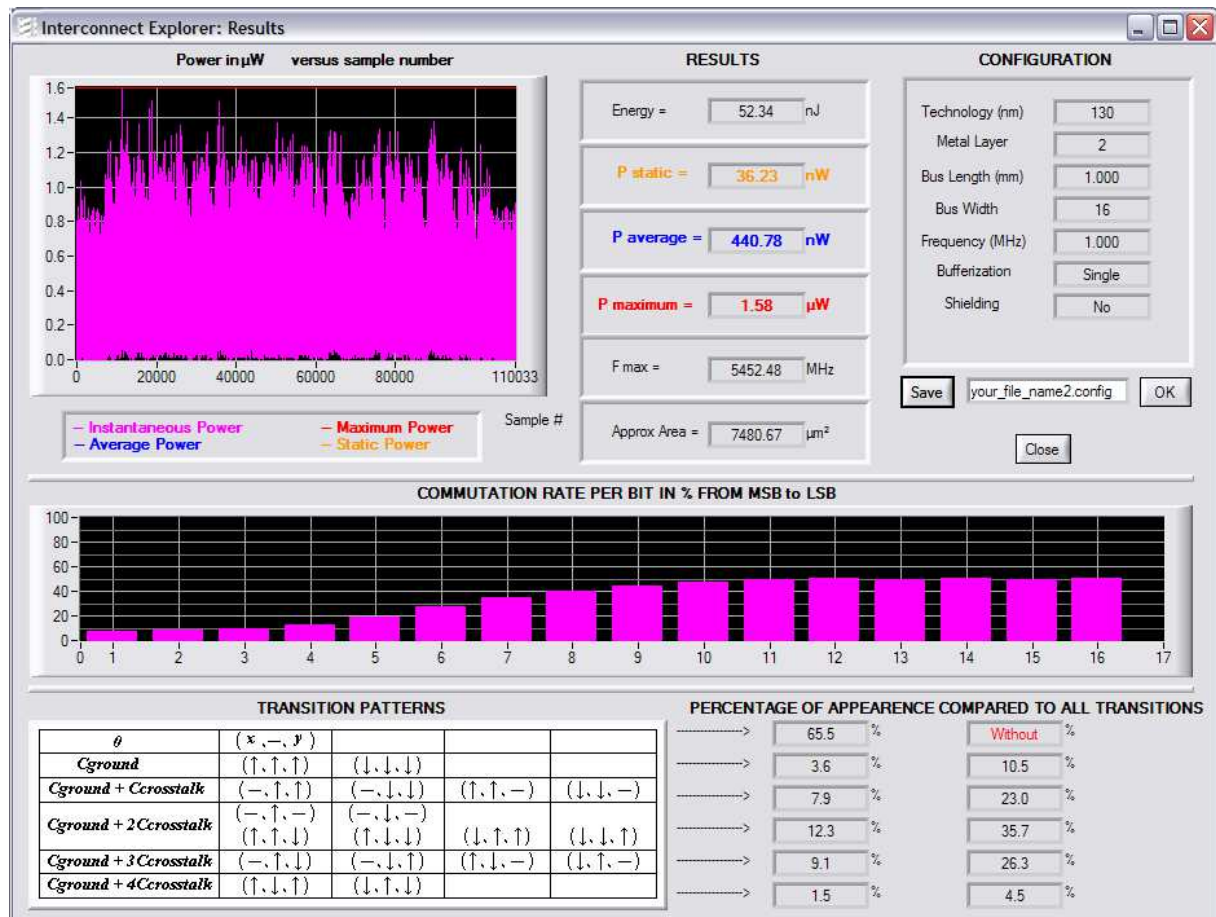 Interconnect Explorer: Results
Power in µW versus sample number
1.6
1.4
1.2
1.0
0.8
0.6
0.4
0.2
0.0
0 20000 40000 60000 80000 110033
Sample #
Instantaneous Power Maximum Power
Average Power Static Power
RESULTS
Energy = 52.34 nJ
P static = 36.23 nW
P average = 440.78 nW
P maximum = 1.58 µW
F max = 5452.48 MHz
Approx Area = 7480.67 µm²
CONFIGURATION
Technology (nm) 130
Metal Layer 2
Bus Length (mm) 1.000
Bus Width 16
Frequency (MHz) 1.000
Bufferization Single
Shielding No
Save your_file_name2.config OK
Close
COMMUTATION RATE PER BIT IN % FROM MSB to LSB
100
80
60
40
20
0
0 1 2 3 4 5 6 7 8 9 10 11 12 13 14 15 16 17
TRANSITION PATTERNS
θ (x,–,y)
Cground (↑,↑,↑) (↓,↓,↓)
Cground + Ccrosstalk (–,↑,↑) (–,↓,↓) (↑,↑,–) (↓,↓,–)
Cground + 2Ccrosstalk (–,↑,–) (–,↓,–)
(↑,↑,↓) (↑,↓,↓) (↓,↑,↑) (↓,↓,↑)
Cground + 3Ccrosstalk (–,↑,↓) (–,↓,↑) (↑,↓,–) (↓,↑,–)
Cground + 4Ccrosstalk (↑,↓,↑) (↓,↑,↓)
PERCENTAGE OF APPEARENCE COMPARED TO ALL TRANSITIONS
--------------> 65.5 % Without %
--------------> 3.6 % 10.5 %
--------------> 7.9 % 23.0 %
--------------> 12.3 % 35.7 %
--------------> 9.1 % 26.3 %
--------------> 1.5 % 4.5 %